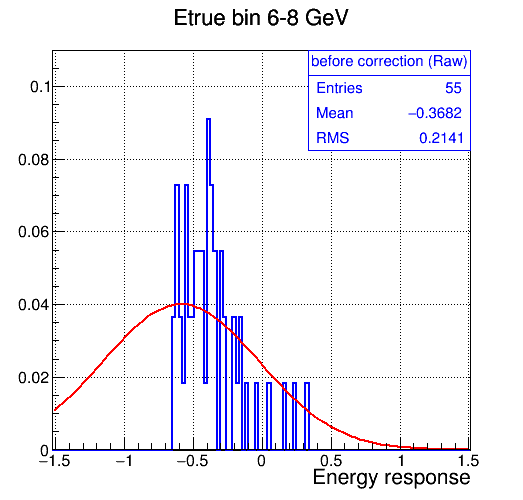 Etrue bin 6-8 GeV
before correction (Raw)
Entries 55
Mean −0.3682
RMS 0.2141
0.1
0.08
0.06
0.04
0.02
0
−1.5 −1 −0.5 0 0.5 1 1.5
Energy response